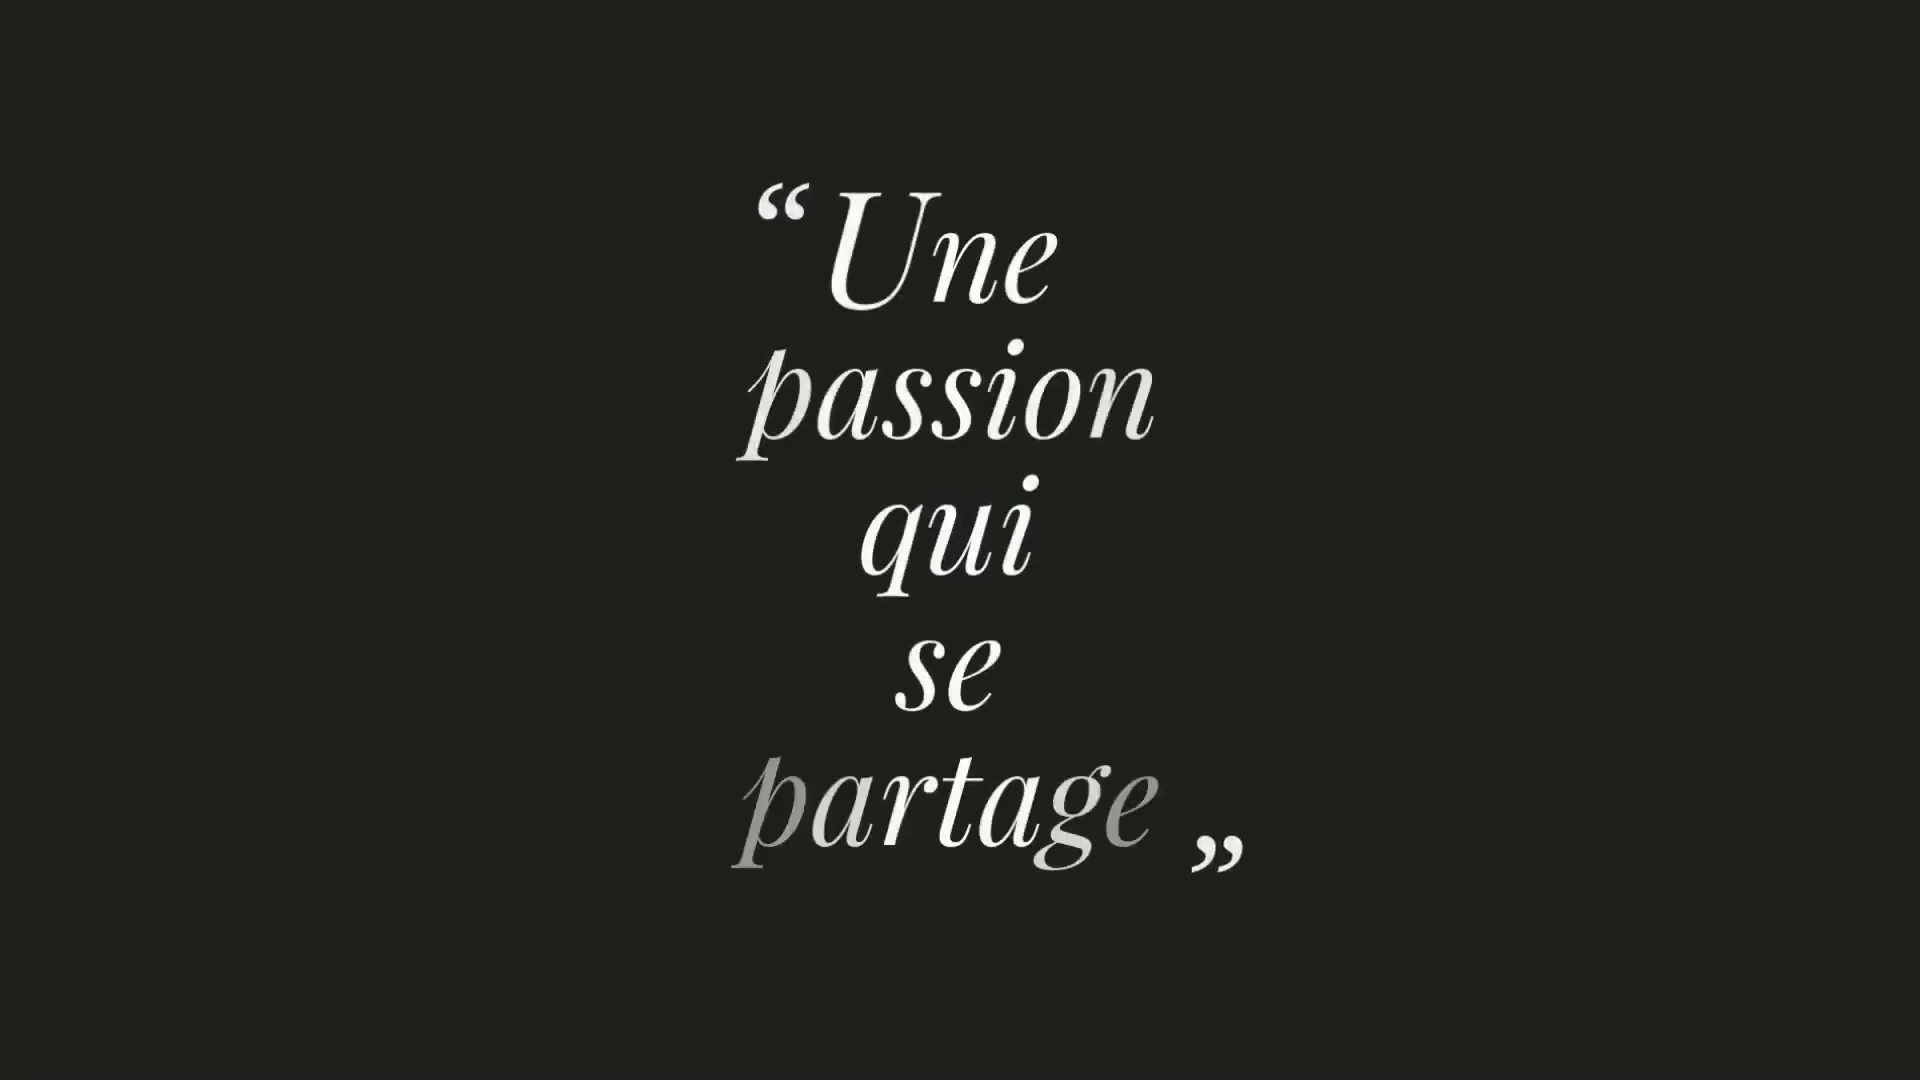 “Une
passion
qui
se
partage”